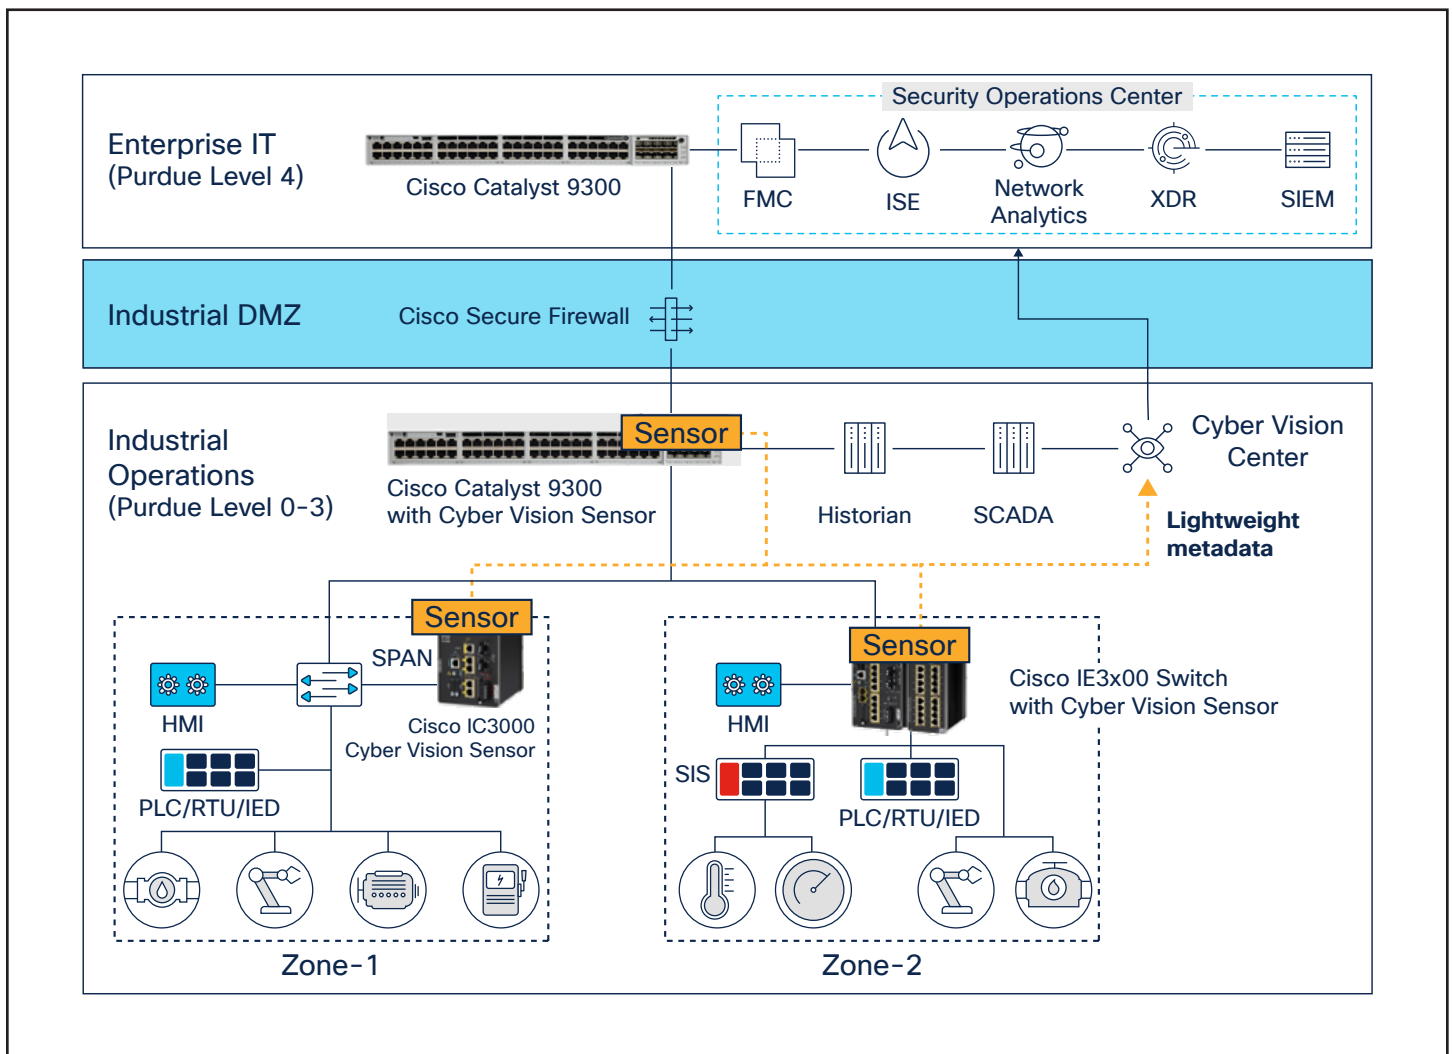 Security Operations Center
Enterprise IT
(Purdue Level 4)
Cisco Catalyst 9300
FMC
ISE
Network
Analytics
XDR
SIEM
Industrial DMZ
Cisco Secure Firewall
Industrial
Operations
(Purdue Level 0-3)
Sensor
Cisco Catalyst 9300
with Cyber Vision Sensor
Historian
SCADA
Cyber Vision
Center
Lightweight
metadata
Sensor
SPAN
HMI
Cisco IC3000
Cyber Vision Sensor
PLC/RTU/IED
Zone-1
Sensor
HMI
Cisco IE3x00 Switch
with Cyber Vision Sensor
SIS
PLC/RTU/IED
Zone-2